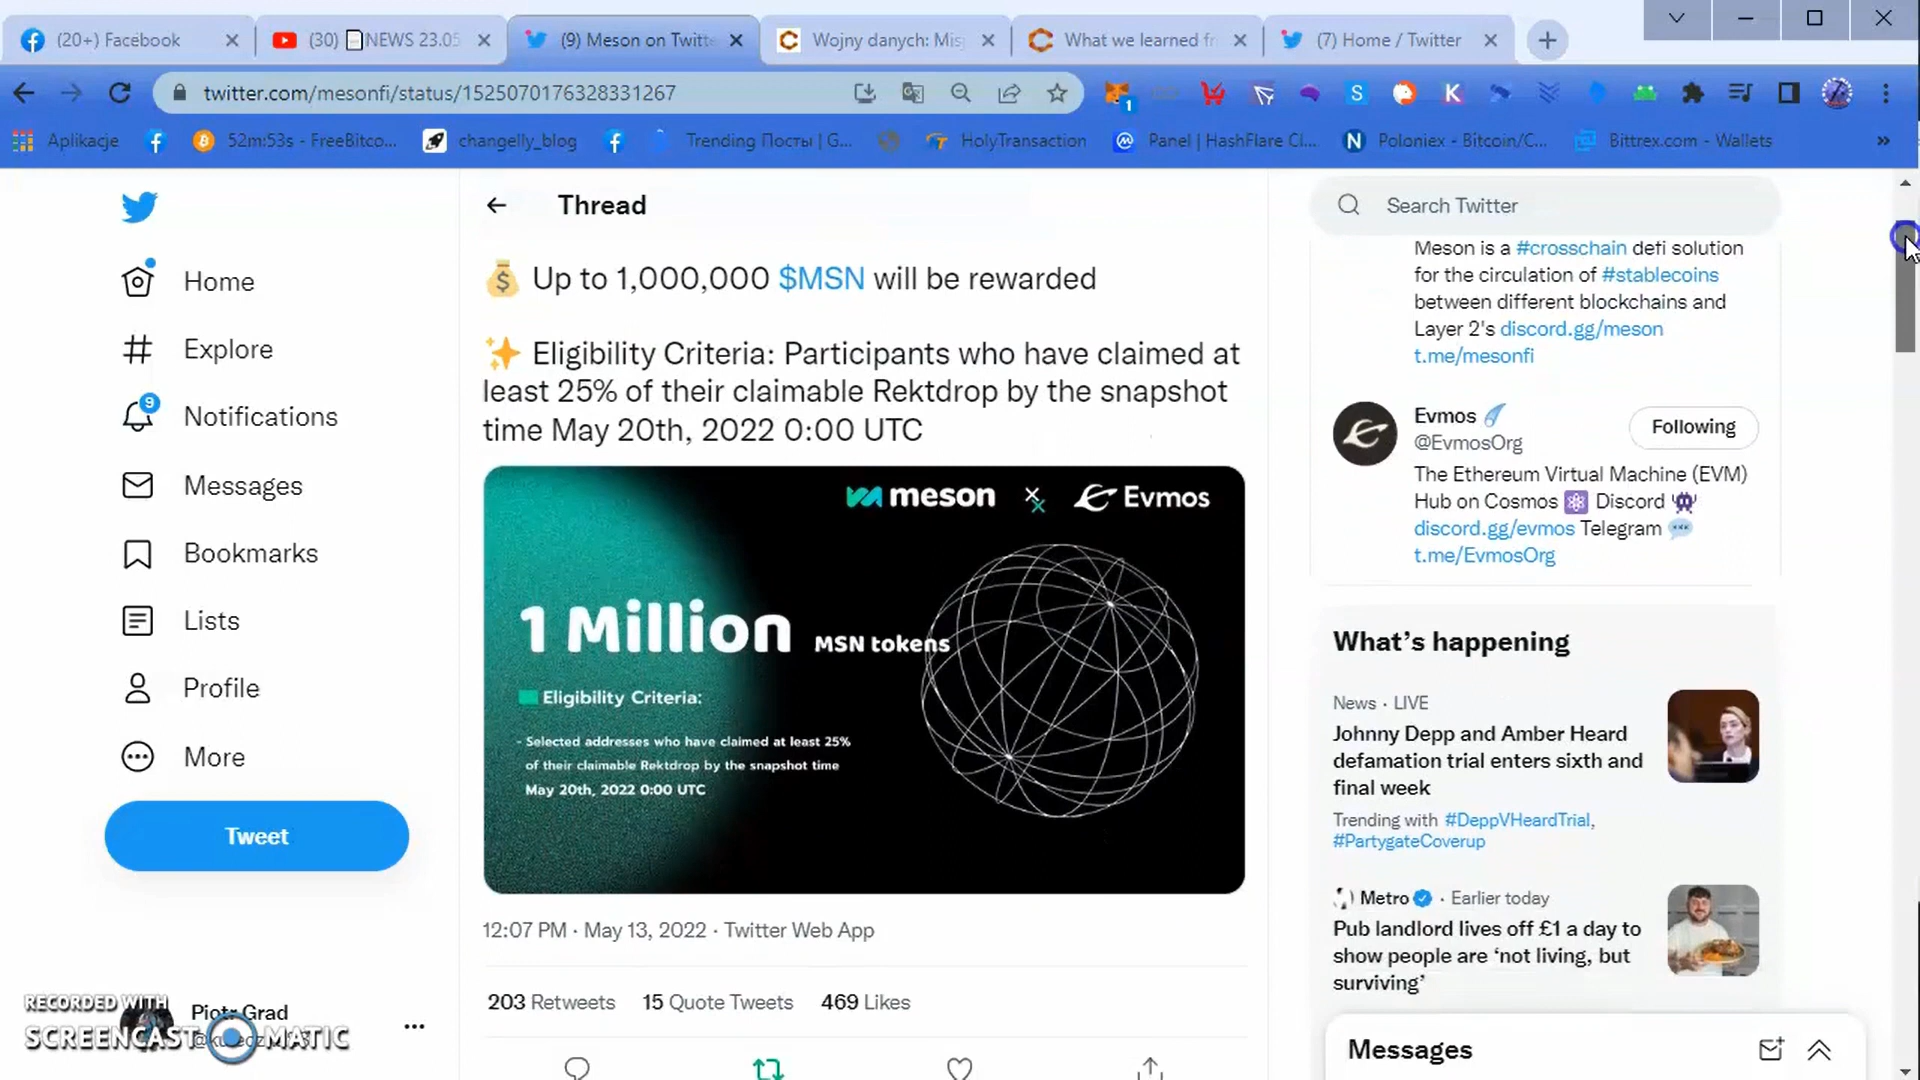 (20+) Facebook
(30) NEWS 23.05
(9) Meson on Twitte
Wojny danych: Mis
What we learned f
(7) Home / Twitter
twitter.com/mesonfi/status/1525070176328331267
Aplikacje
52m:53s - FreeBitco...
changelly_blog
Trending Посты | G...
HolyTransaction
Panel | HashFlare Cl...
Poloniex - Bitcoin/C...
Bittrex.com - Wallets
Home
Explore
9
Notifications
Messages
Bookmarks
Lists
Profile
More
Tweet
Piotr Grad
RECORDED WITH
SCREENCAST MATIC
Thread
Up to 1,000,000 $MSN will be rewarded
Eligibility Criteria: Participants who have claimed at
least 25% of their claimable Rektdrop by the snapshot
time May 20th, 2022 0:00 UTC
meson x Evmos
1 Million MSN tokens
Eligibility Criteria:
- Selected addresses who have claimed at least 25%
of their claimable Rektdrop by the snapshot time
May 20th, 2022 0:00 UTC
12:07 PM · May 13, 2022 · Twitter Web App
203 Retweets 15 Quote Tweets 469 Likes
Search Twitter
Meson is a #crosschain defi solution
for the circulation of #stablecoins
between different blockchains and
Layer 2's discord.gg/meson
t.me/mesonfi
Evmos
@EvmosOrg
Following
The Ethereum Virtual Machine (EVM)
Hub on Cosmos Discord
discord.gg/evmos Telegram
t.me/EvmosOrg
What's happening
News · LIVE
Johnny Depp and Amber Heard
defamation trial enters sixth and
final week
Trending with #DeppVHeardTrial,
#PartygateCoverup
Metro · Earlier today
Pub landlord lives off £1 a day to
show people are 'not living, but
surviving'
Messages